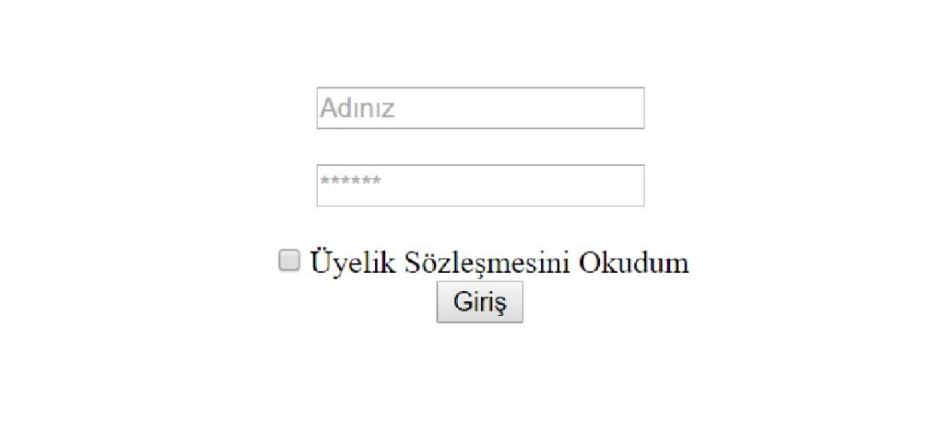 Adınız
******
Üyelik Sözleşmesini Okudum
Giriş